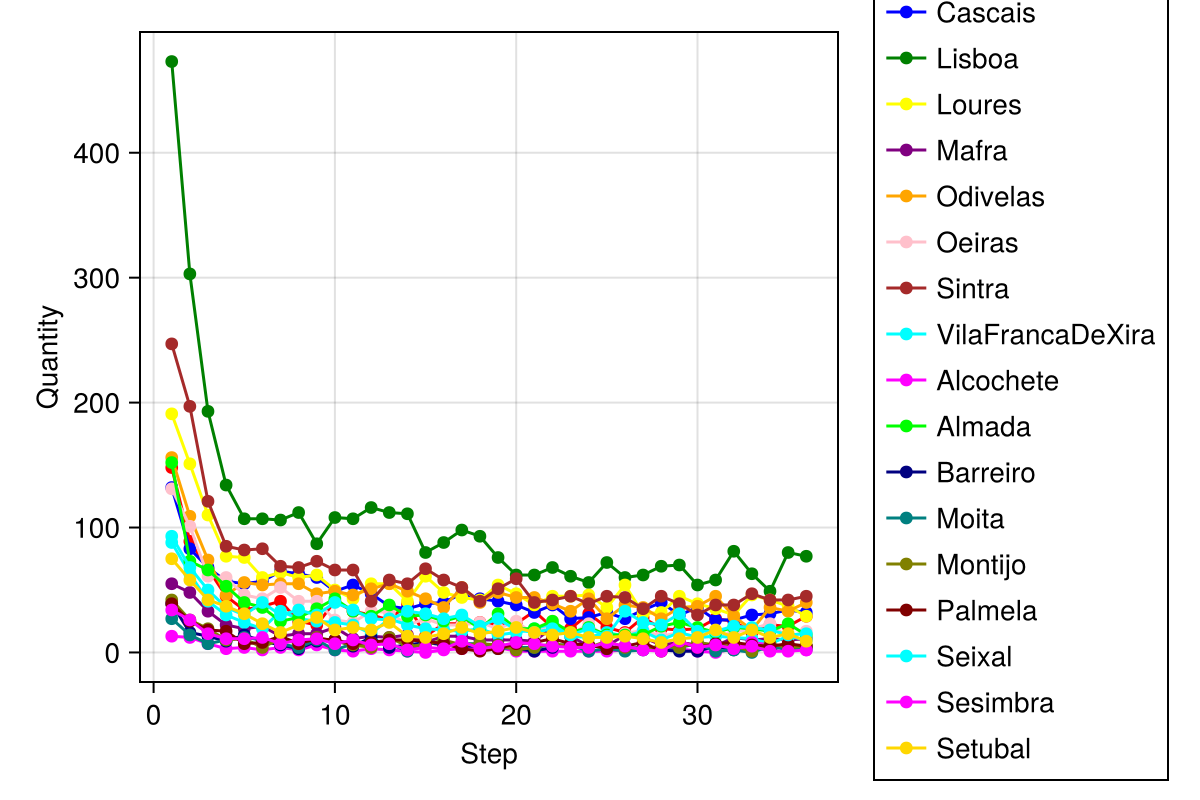 Cascais
Lisboa
Loures
Mafra
Odivelas
Oeiras
Sintra
VilaFrancaDeXira
Alcochete
Almada
Barreiro
Moita
Montijo
Palmela
Seixal
Sesimbra
Setubal
Quantity
400
300
200
100
0
0 10 20 30
Step